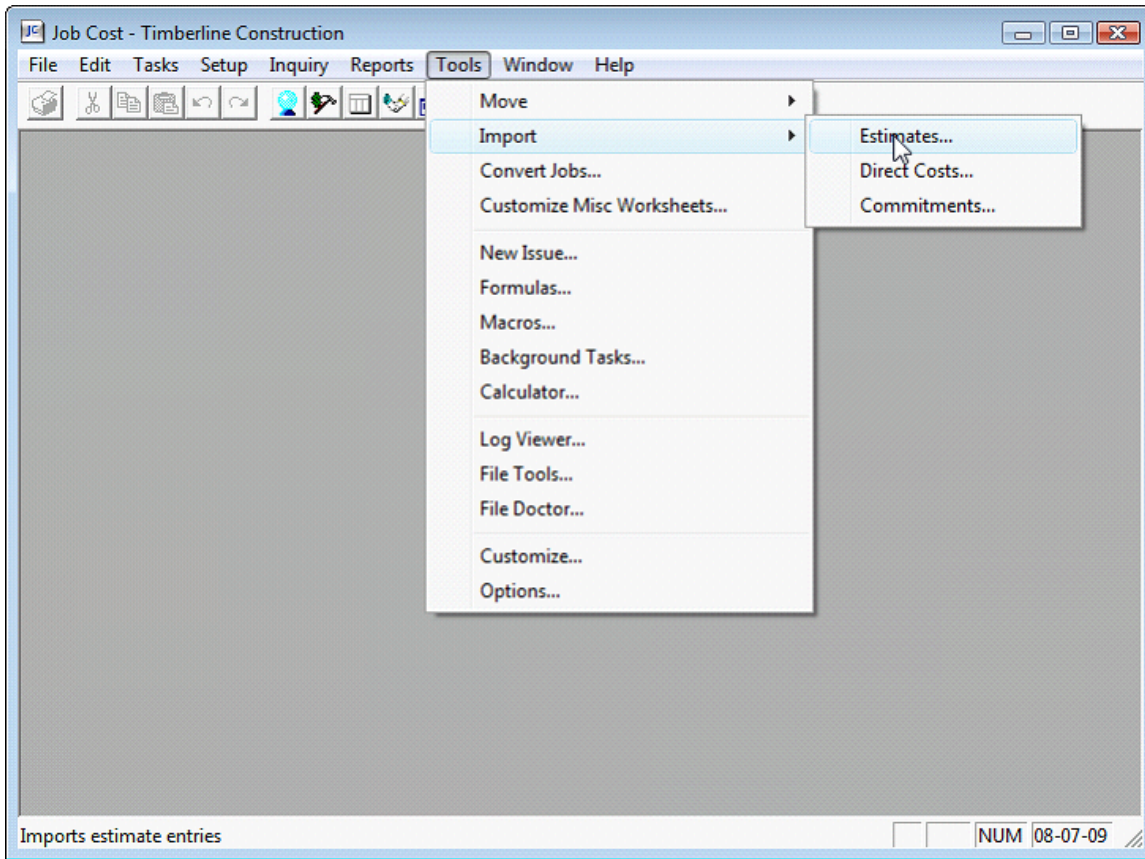 JC Job Cost - Timberline Construction
File Edit Tasks Setup Inquiry Reports Tools Window Help
Move
Import
Convert Jobs...
Customize Misc Worksheets...
New Issue...
Formulas...
Macros...
Background Tasks...
Calculator...
Log Viewer...
File Tools...
File Doctor...
Customize...
Options...
Estimates...
Direct Costs...
Commitments...
Imports estimate entries
NUM 08-07-09